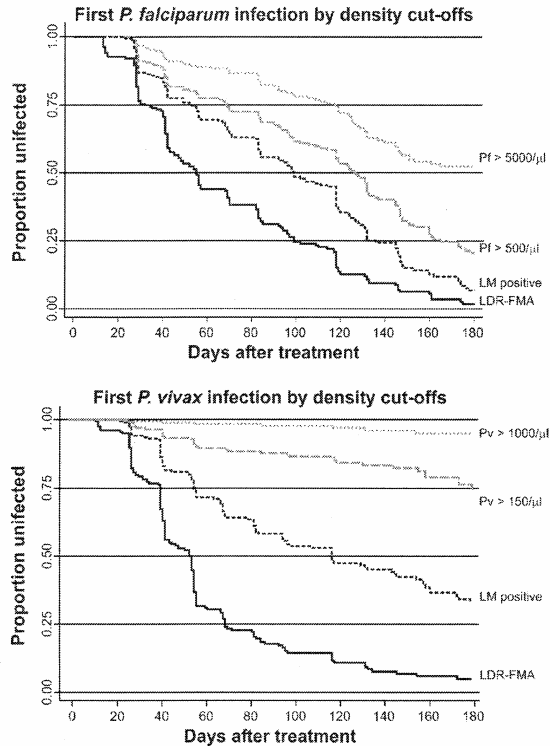 First P. falciparum infection by density cut-offs
Proportion uninfected
1.00
0.75
0.50
0.25
0.00
Pf > 5000/µl
Pf > 500/µl
LM positive
LDR-FMA
0 20 40 60 80 100 120 140 160 180
Days after treatment
First P. vivax infection by density cut-offs
Proportion uninfected
1.00
0.75
0.50
0.25
0.00
Pv > 1000/µl
Pv > 150/µl
LM positive
LDR-FMA
0 20 40 60 80 100 120 140 160 180
Days after treatment